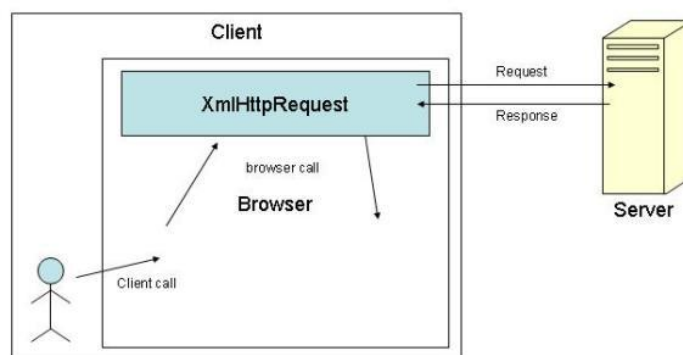 Client
XmlHttpRequest
Request
Response
browser call
Browser
Server
Client call